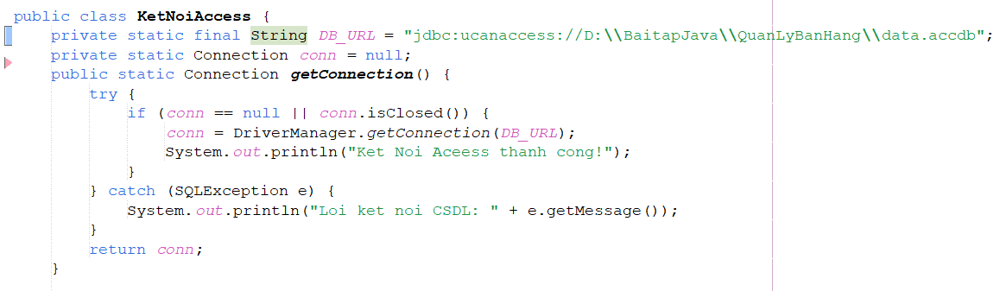 public class KetNoiAccess {
    private static final String DB_URL = "jdbc:ucanaccess://D:\\BaitapJava\\QuanLyBanHang\\data.accdb";
    private static Connection conn = null;
    public static Connection getConnection() {
        try {
            if (conn == null || conn.isClosed()) {
                conn = DriverManager.getConnection(DB_URL);
                System.out.println("Ket Noi Aceess thanh cong!");
            }
        } catch (SQLException e) {
            System.out.println("Loi ket noi CSDL: " + e.getMessage());
        }
        return conn;
    }